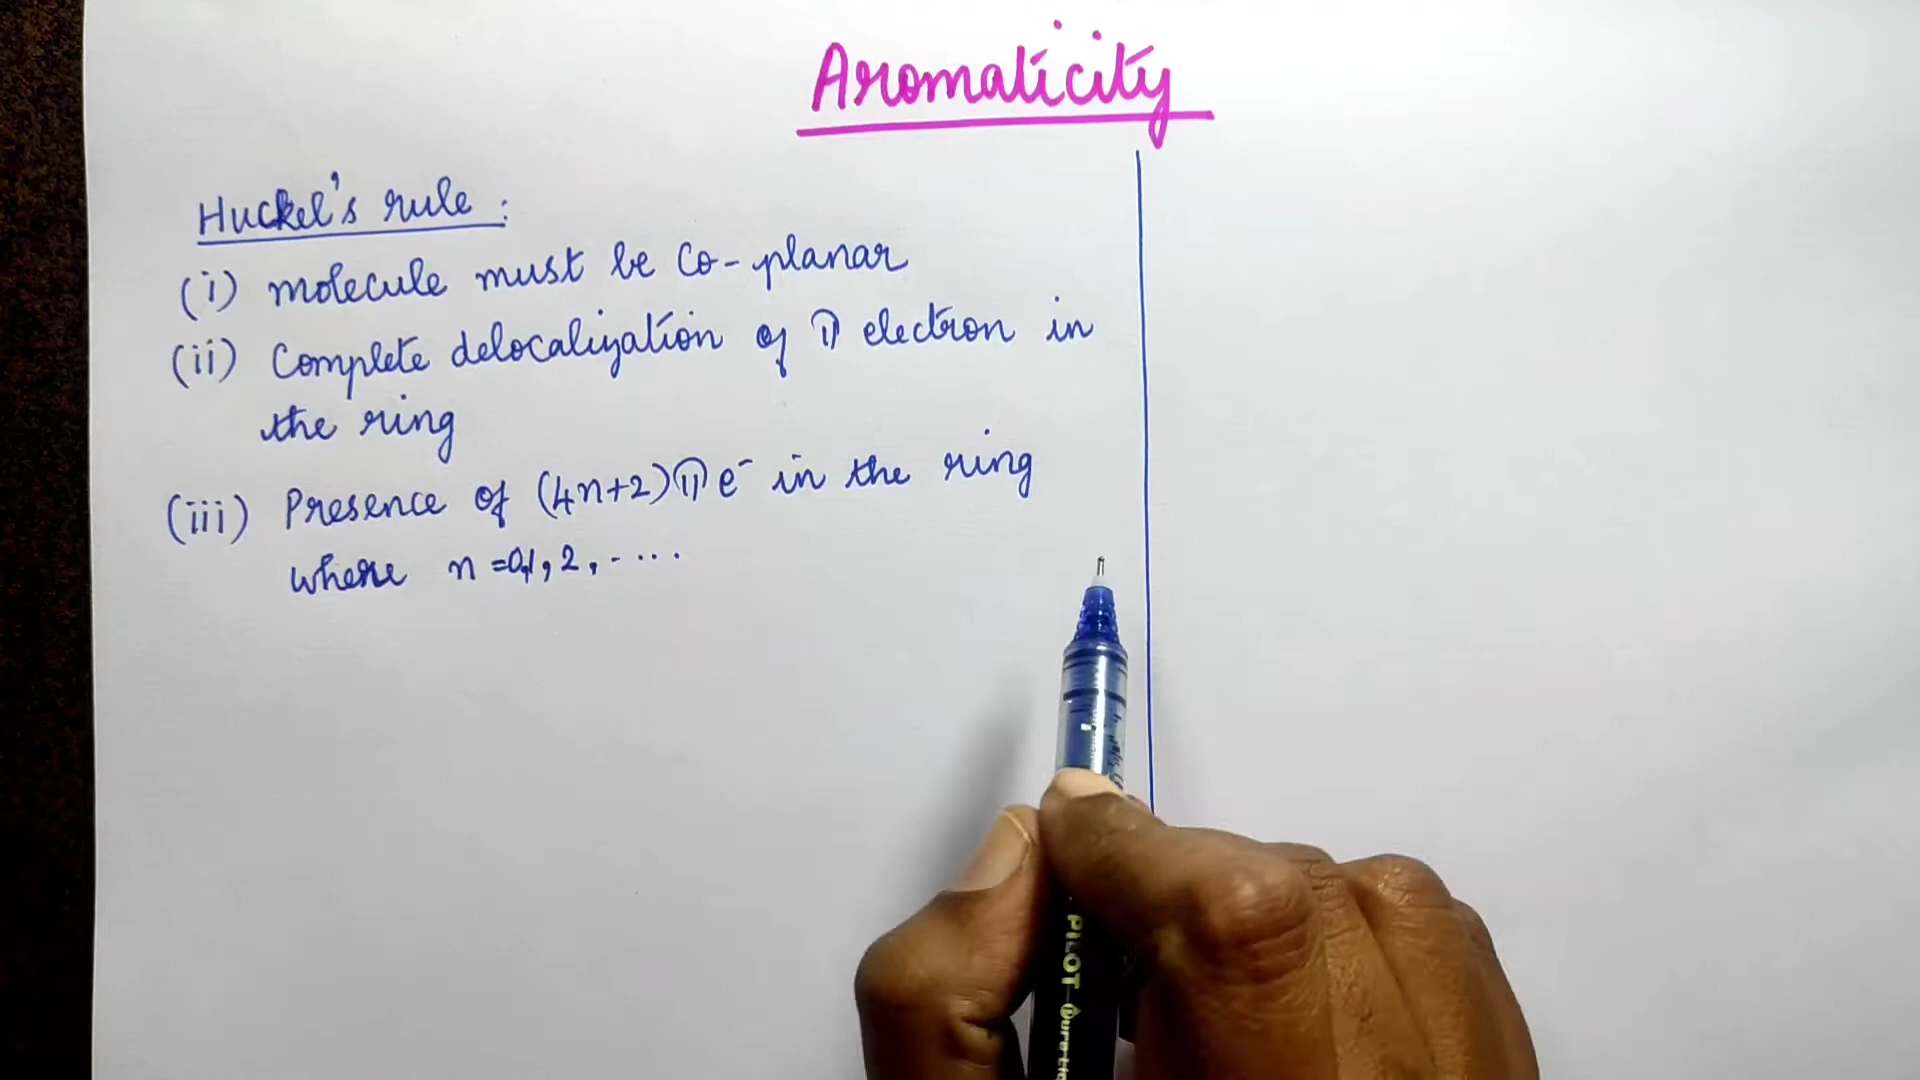 Aromaticity
Huckel's rule :
(i) molecule must be Co-planar
(ii) Complete delocalization of π electron in
the ring
(iii) Presence of (4n+2)π e⁻ in the ring
where n =0,1,2,....
PILOT